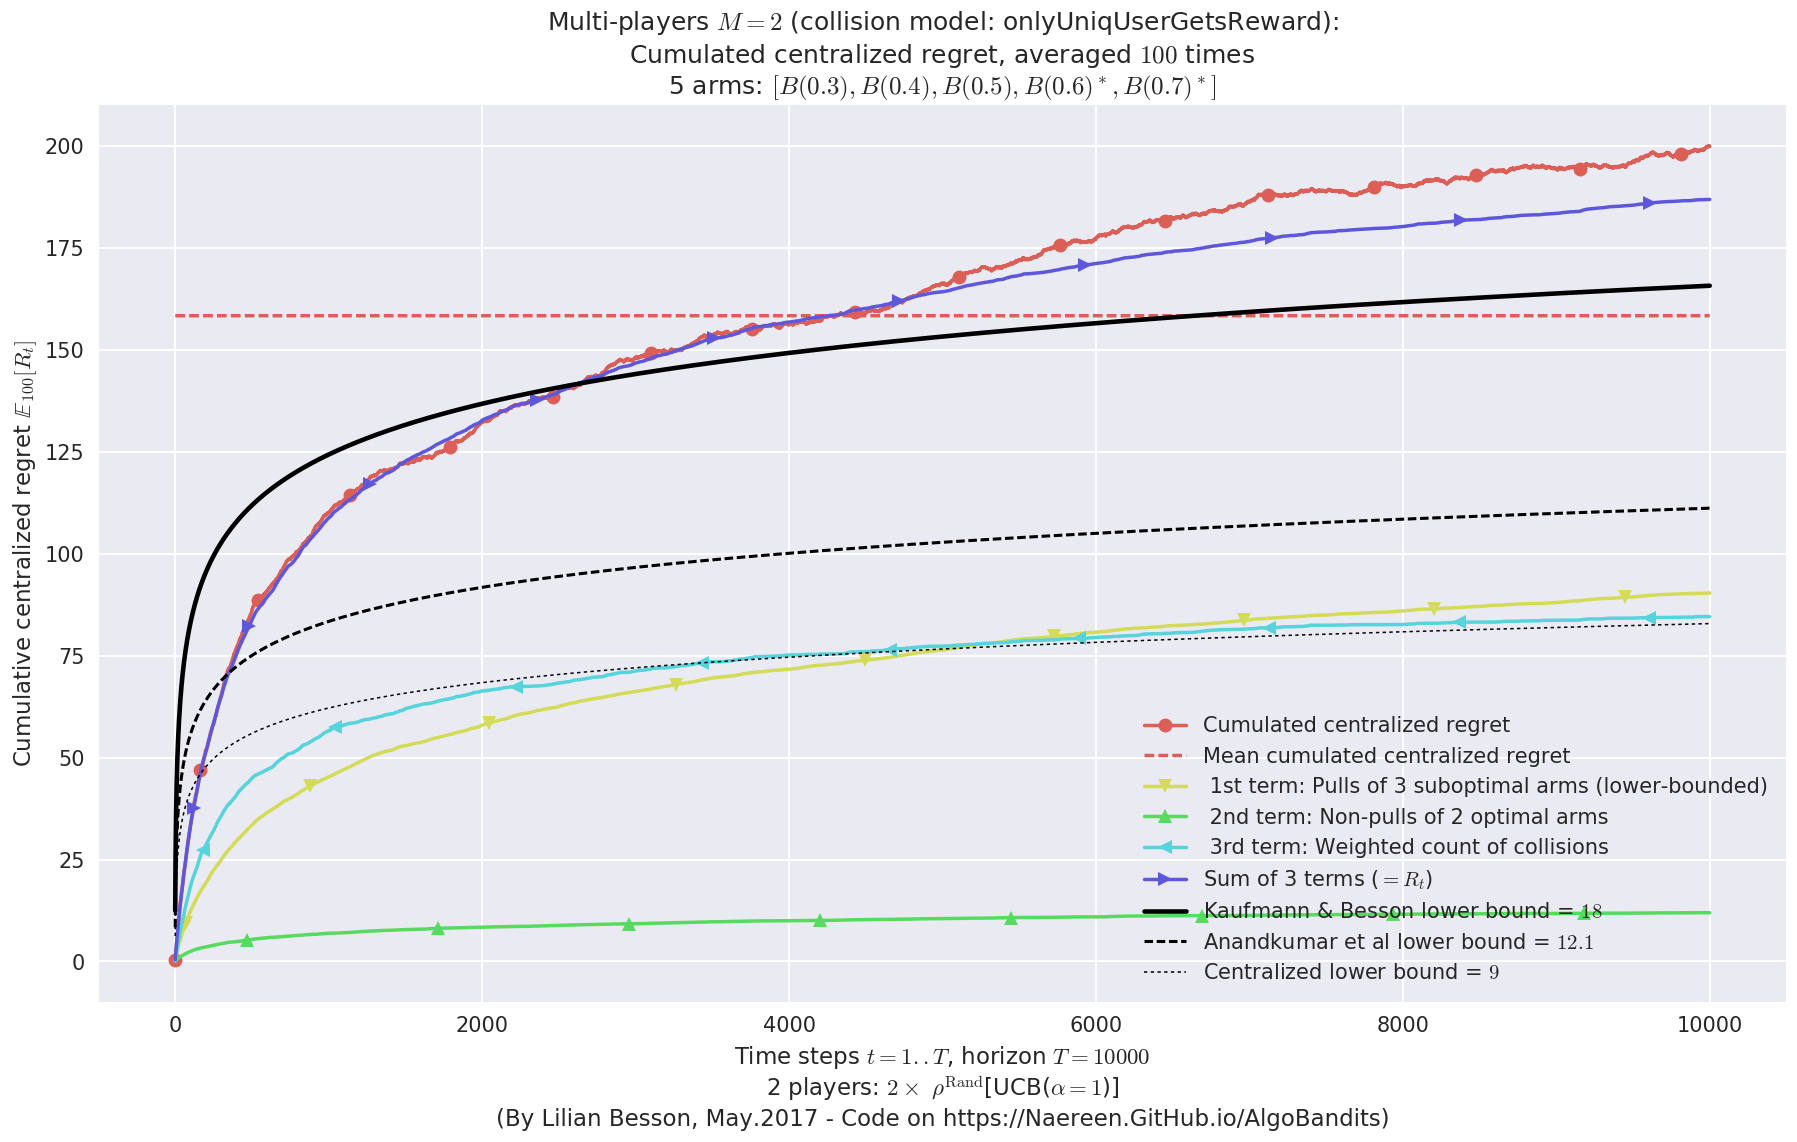 Multi-players M = 2 (collision model: onlyUniqUserGetsReward):
Cumulated centralized regret, averaged 100 times
5 arms: [B(0.3), B(0.4), B(0.5), B(0.6)*, B(0.7)*]
Cumulative centralized regret 𝔼₁₀₀[R_t]
200
175
150
125
100
75
50
25
0
Cumulated centralized regret
Mean cumulated centralized regret
1st term: Pulls of 3 suboptimal arms (lower-bounded)
2nd term: Non-pulls of 2 optimal arms
3rd term: Weighted count of collisions
Sum of 3 terms ( = R_t)
Kaufmann & Besson lower bound = 18
Anandkumar et al lower bound = 12.1
Centralized lower bound = 9
0 2000 4000 6000 8000 10000
Time steps t = 1..T, horizon T = 10000
2 players: 2 × ρ^Rand[UCB(α = 1)]
(By Lilian Besson, May.2017 - Code on https://Naereen.GitHub.io/AlgoBandits)